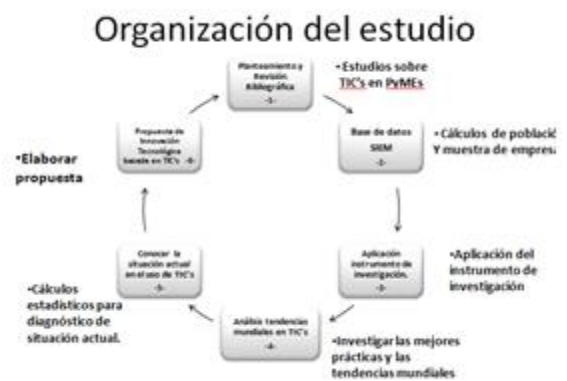 Organización del estudio
Planteamiento y
Revisión
Bibliográfica
-1-
•Estudios sobre
TIC's en PyMEs
Base de datos
SIEM
-2-
•Cálculos de població
Y muestra de empresa
Aplicación
instrumento de
investigación.
-3-
•Aplicación del
instrumento de
investigación
Análisis tendencias
mundiales en TIC's
-4-
•Investigar las mejores
prácticas y las
tendencias mundiales
Conocer la
situación actual
en el uso de TIC's
-5-
•Cálculos
estadísticos para
diagnóstico de
situación actual.
Propuesta de
Innovación
Tecnológica
basada en TIC's -6-
•Elaborar
propuesta